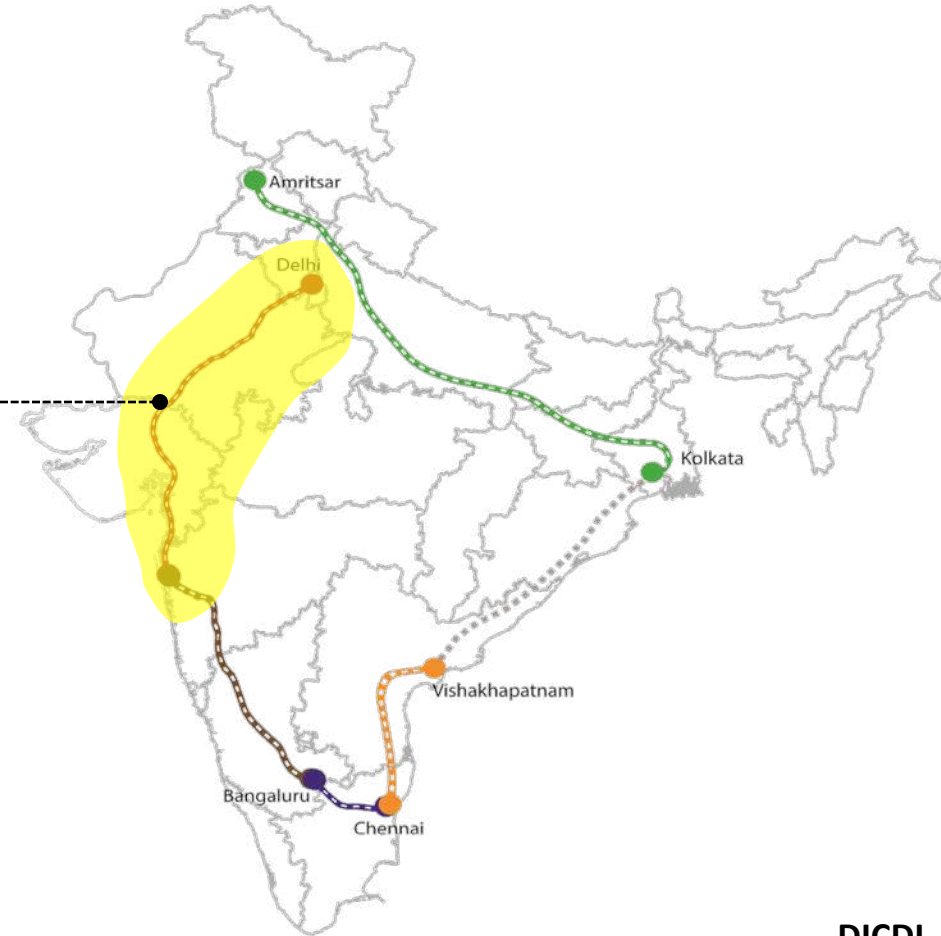 Amritsar
Delhi
Kolkata
Vishakhapatnam
Bangaluru
Chennai